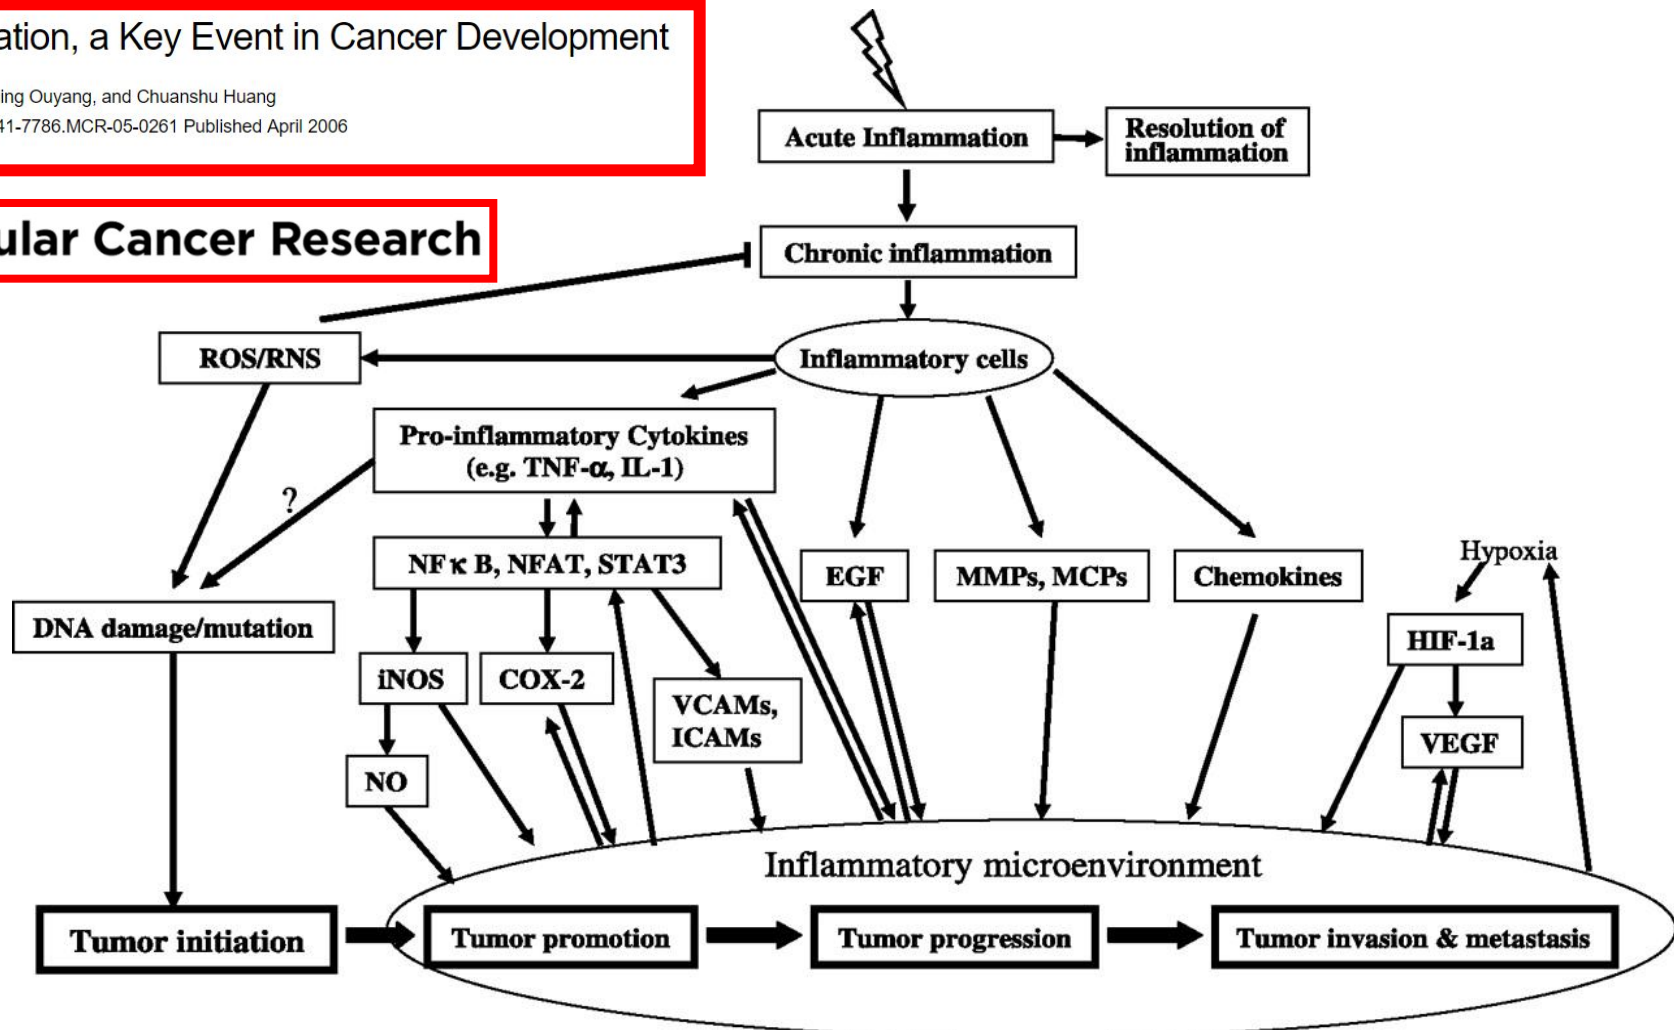 ation, a Key Event in Cancer Development
ing Ouyang, and Chuanshu Huang
41-7786.MCR-05-0261 Published April 2006
ular Cancer Research
Acute Inflammation
Resolution of
inflammation
Chronic inflammation
Inflammatory cells
ROS/RNS
Pro-inflammatory Cytokines
(e.g. TNF-α, IL-1)
?
NFκB, NFAT, STAT3
EGF
MMPs, MCPs
Chemokines
Hypoxia
DNA damage/mutation
HIF-1a
iNOS
COX-2
VCAMs,
ICAMs
VEGF
NO
Inflammatory microenvironment
Tumor initiation
Tumor promotion
Tumor progression
Tumor invasion & metastasis